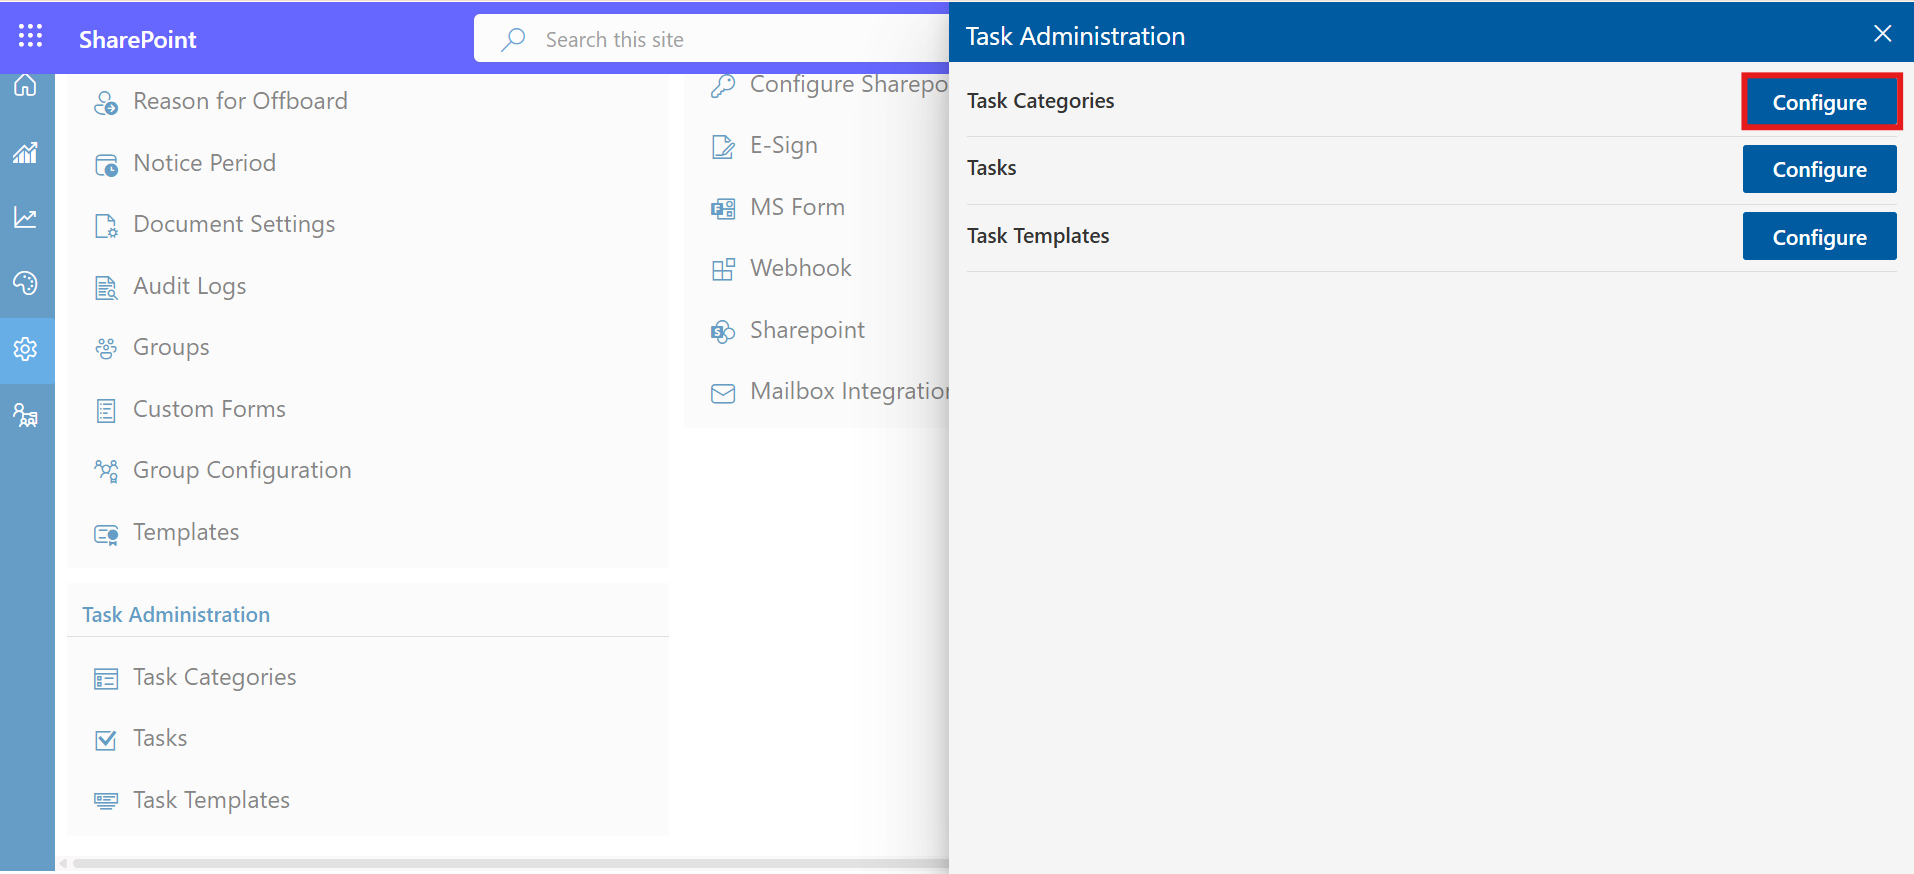 SharePoint
Search this site
Reason for Offboard
Notice Period
Document Settings
Audit Logs
Groups
Custom Forms
Group Configuration
Templates
Task Administration
Task Categories
Tasks
Task Templates
Configure Sharepo
E-Sign
MS Form
Webhook
Sharepoint
Mailbox Integration
Task Administration
Task Categories Configure
Tasks Configure
Task Templates Configure